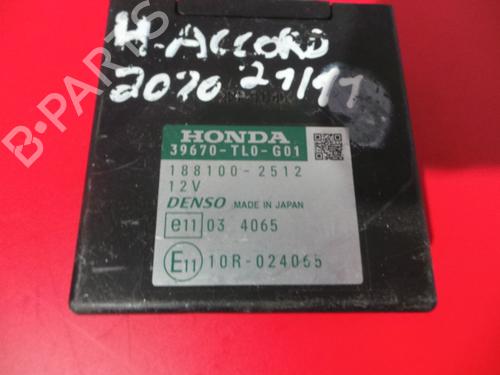 H-ACCORD
2010 21/11
HONDA
39670-TL0-G01
188100-2512
12V
DENSO MADE IN JAPAN
e11 03 4065
E11 10R-024065